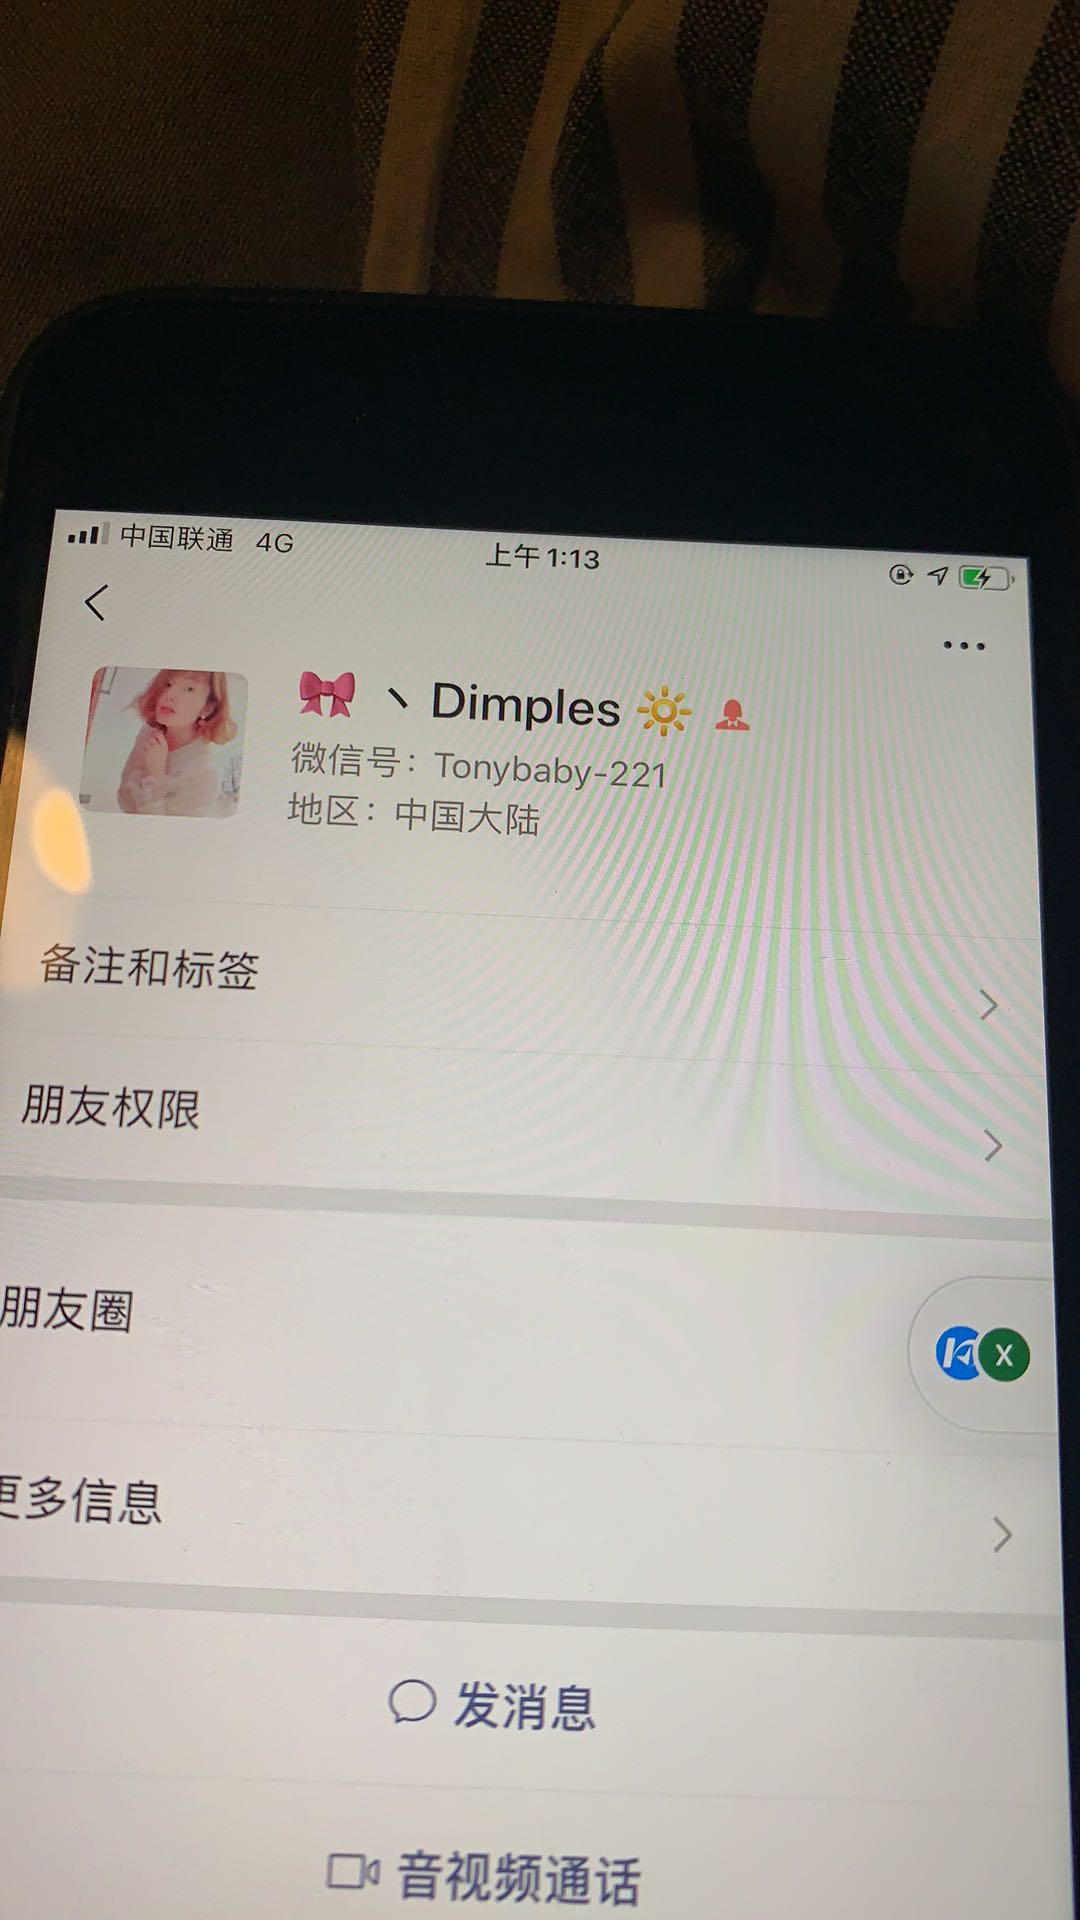 中国联通 4G
上午1:13
🎀 丶 Dimples 🔆
微信号：Tonybaby-221
地区：中国大陆
备注和标签
朋友权限
朋友圈
X
更多信息
发消息
音视频通话